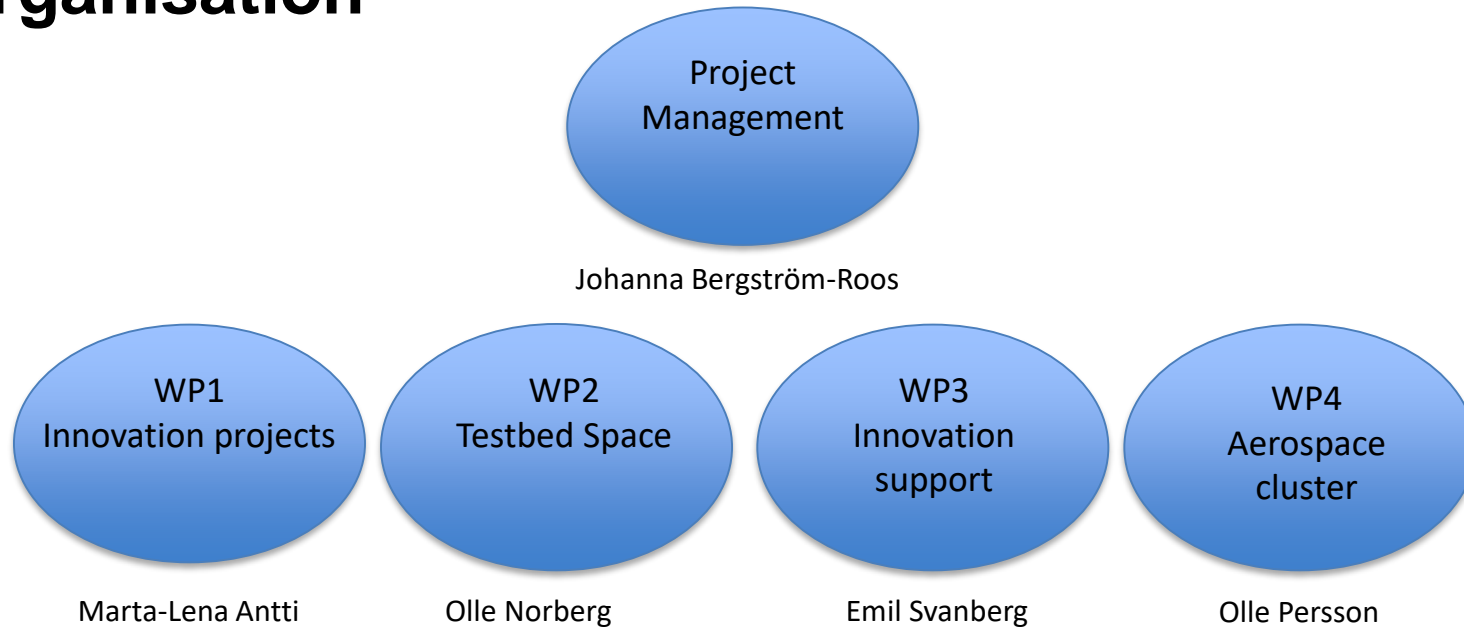 rganisation
Project
Management
Johanna Bergström-Roos
WP1
Innovation projects
WP2
Testbed Space
WP3
Innovation
support
WP4
Aerospace
cluster
Marta-Lena Antti
Olle Norberg
Emil Svanberg
Olle Persson